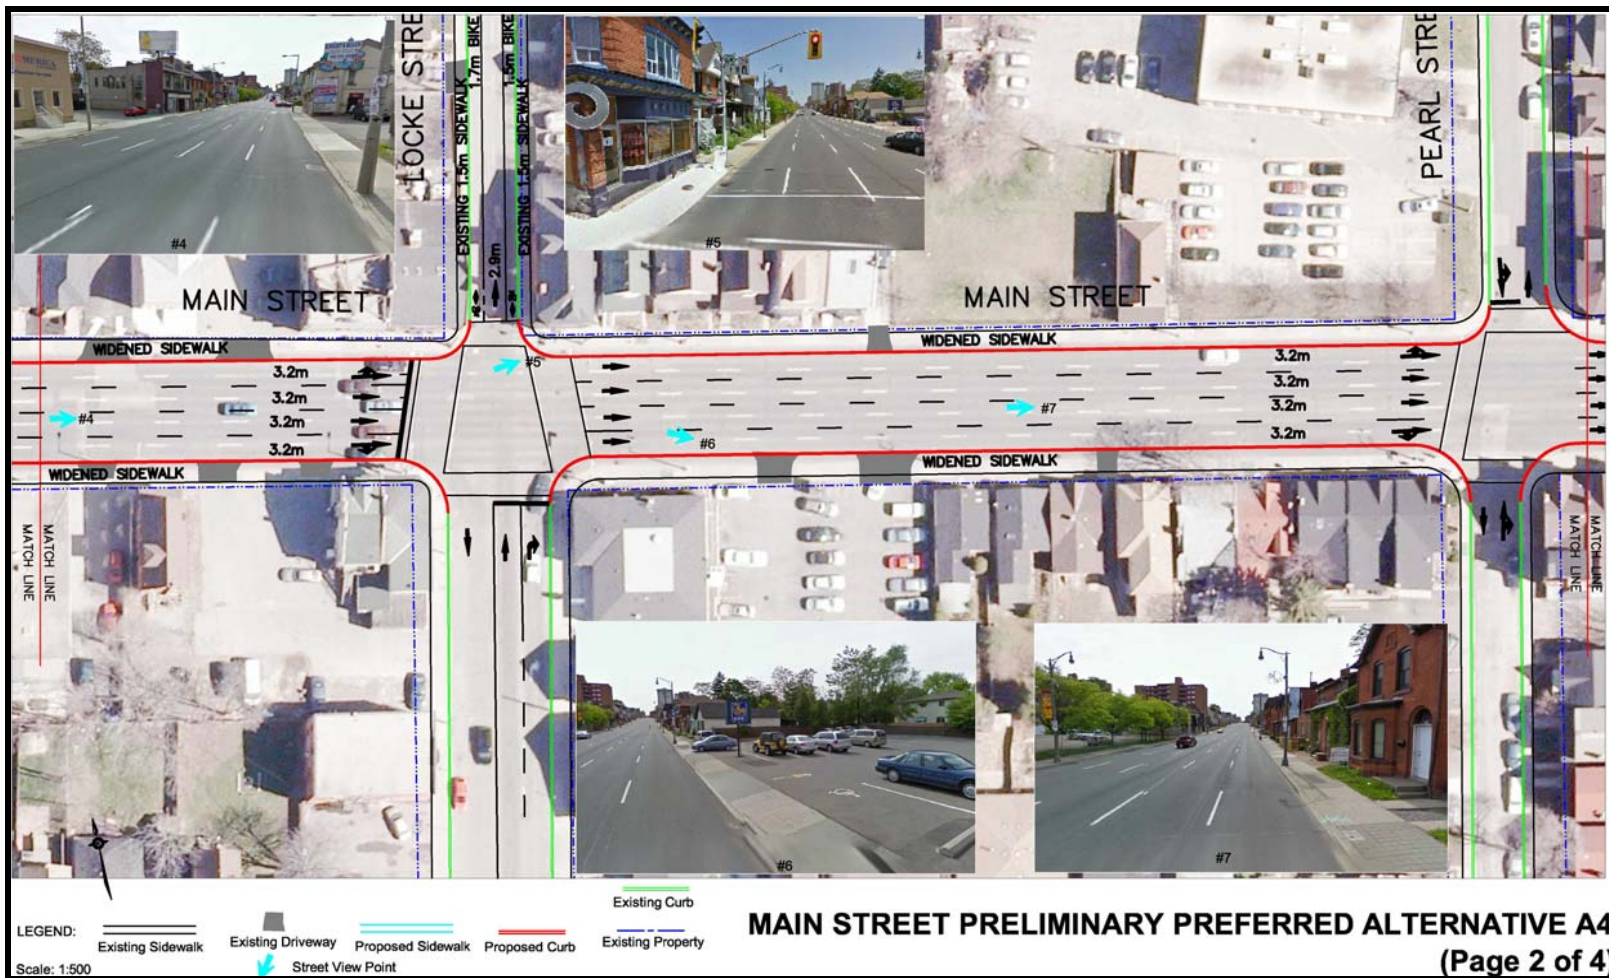 #4
LOCKE STRE
EXISTING 1.5m SIDEWALK
1.7m BIKE
1.5m BIKE
EXISTING 1.5m SIDEWALK
2.9m
#5
PEARL STRE
MAIN STREET
MAIN STREET
WIDENED SIDEWALK
WIDENED SIDEWALK
3.2m
3.2m
3.2m
3.2m
#4
#5
#6
#7
3.2m
3.2m
3.2m
3.2m
WIDENED SIDEWALK
WIDENED SIDEWALK
MATCH LINE
MATCH LINE
MATCH LINE
MATCH LINE
#6
#7
LEGEND:
Existing Sidewalk
Existing Driveway
Proposed Sidewalk
Proposed Curb
Existing Curb
Existing Property
Street View Point
Scale: 1:500
MAIN STREET PRELIMINARY PREFERRED ALTERNATIVE A4
(Page 2 of 4)